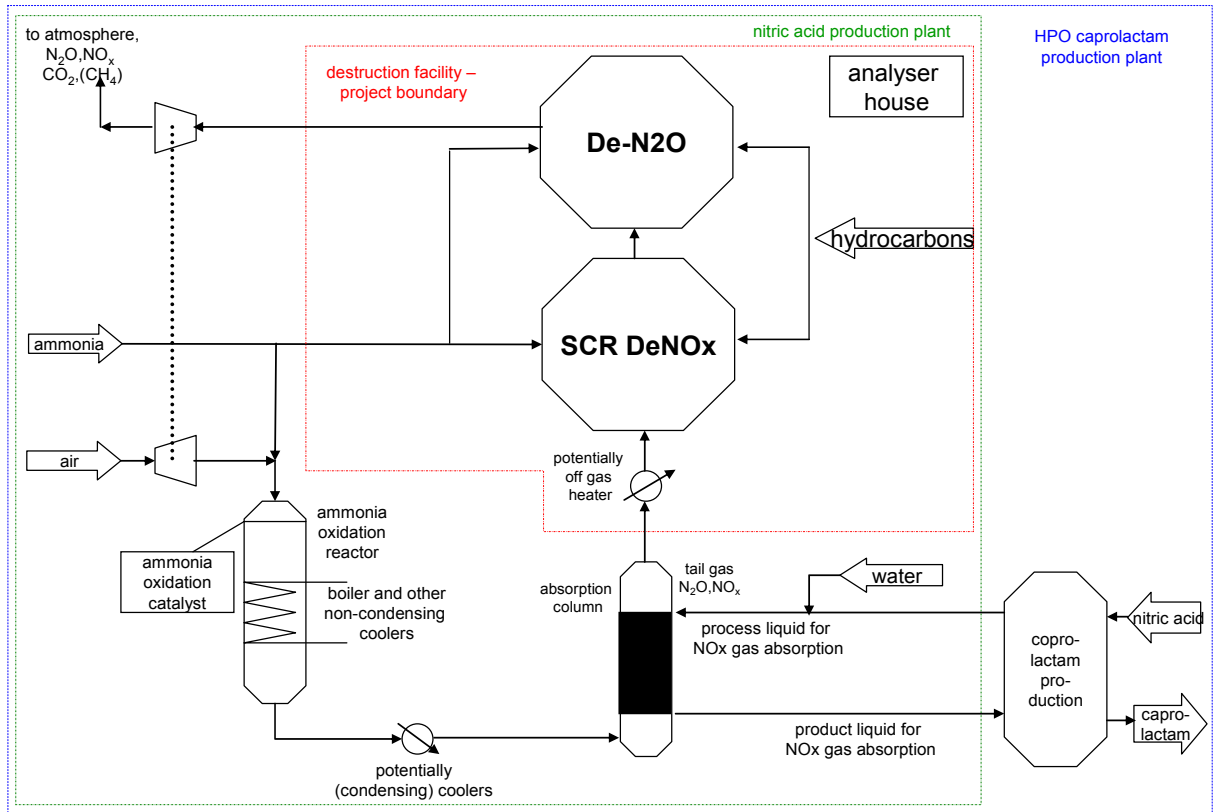 nitric acid production plant
HPO caprolactam
production plant
to atmosphere,
N₂O,NOₓ
CO₂,(CH₄)
destruction facility –
project boundary
analyser
house
De-N2O
hydrocarbons
ammonia
SCR DeNOx
air
potentially
off gas
heater
ammonia
oxidation
reactor
ammonia
oxidation
catalyst
boiler and other
non-condensing
coolers
absorption
column
tail gas
N₂O,NOₓ
water
process liquid for
NOx gas absorption
nitric acid
copro-
lactam
pro-
duction
product liquid for
NOx gas absorption
capro-
lactam
potentially
(condensing) coolers